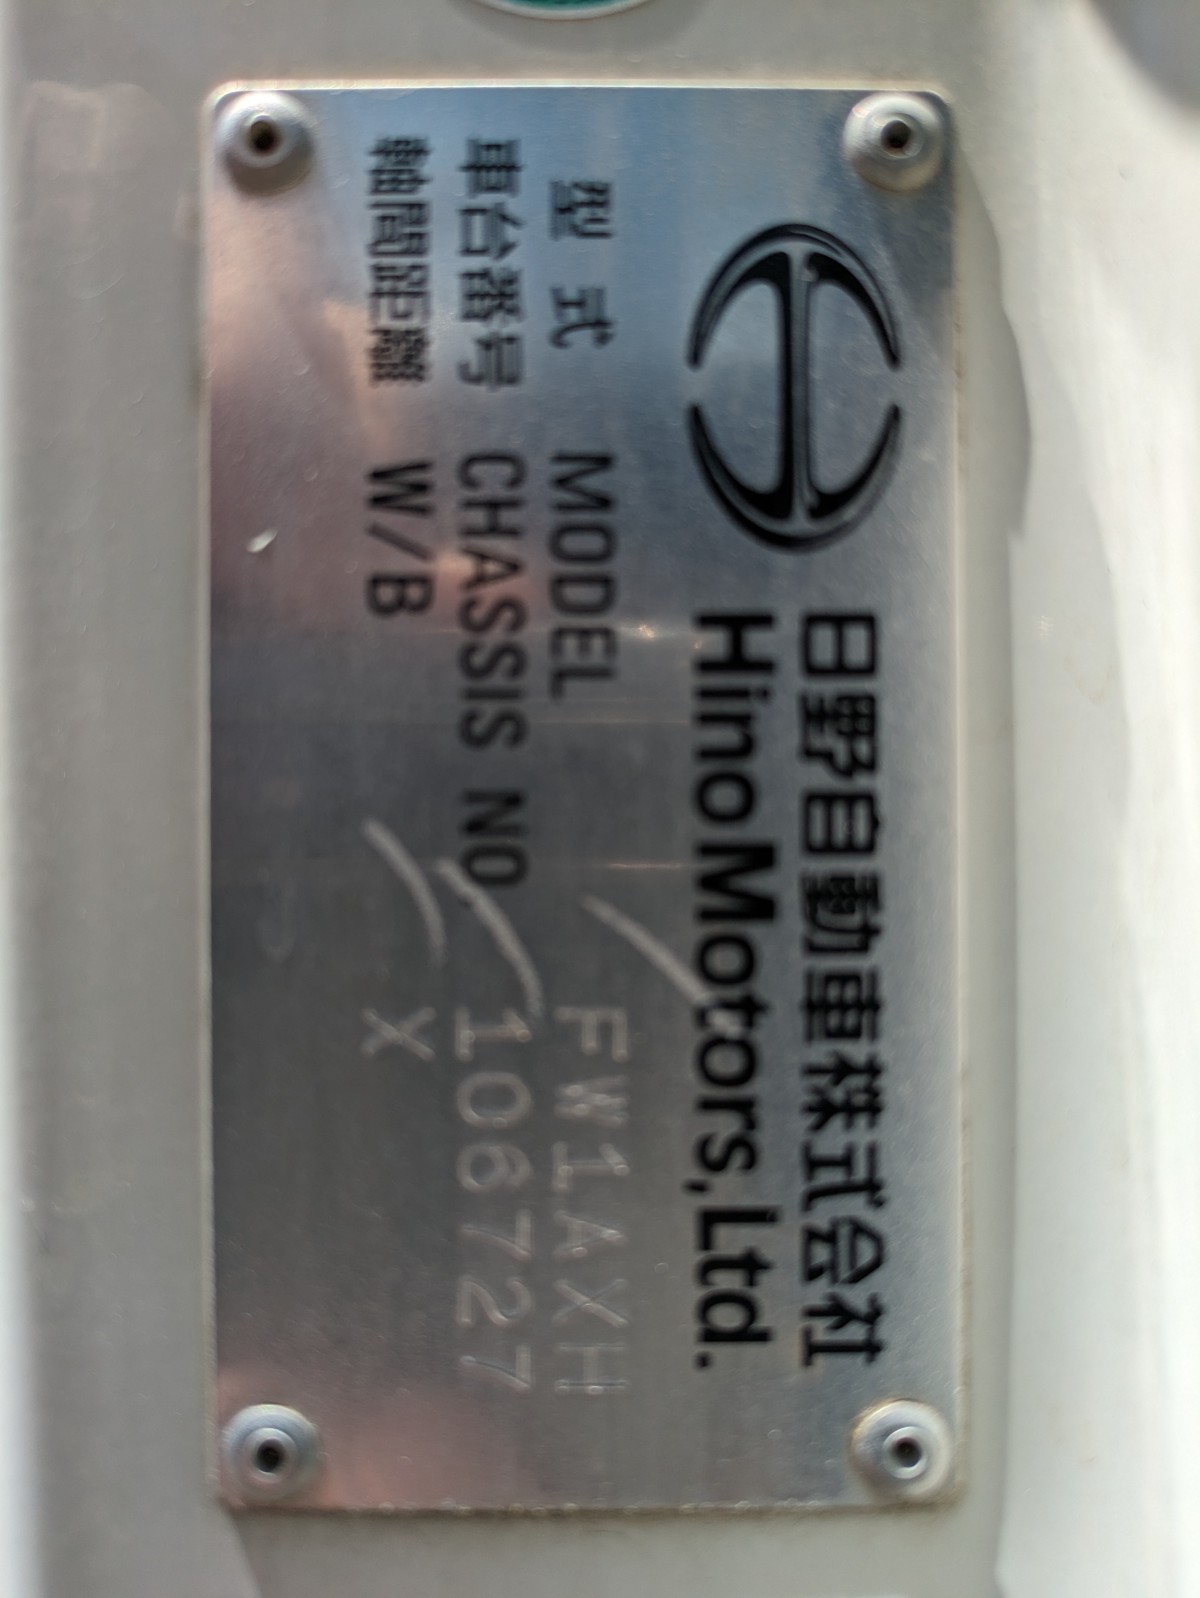 日野自動車株式会社
Hino Motors, Ltd.
型式 MODEL FW1AXH
車台番号 CHASSIS NO 106727
軸間距離 W/B X